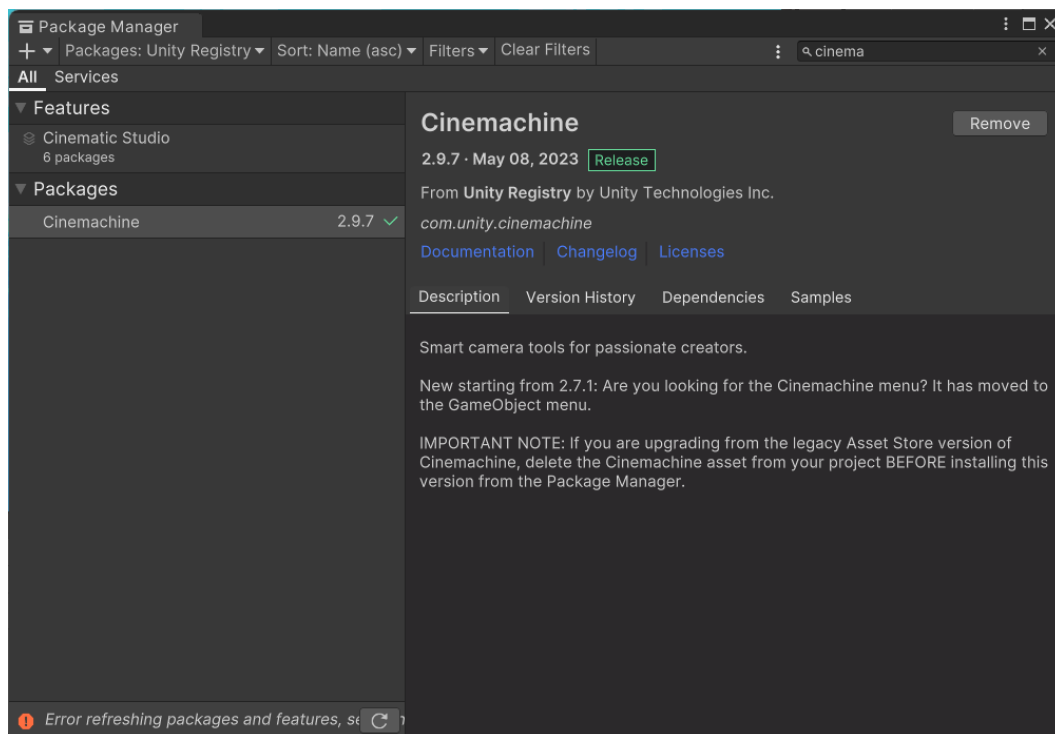 Package Manager
Packages: Unity Registry Sort: Name (asc) Filters Clear Filters cinema
All Services
Features
Cinematic Studio
6 packages
Packages
Cinemachine 2.9.7
Cinemachine
Remove
2.9.7 · May 08, 2023 Release
From Unity Registry by Unity Technologies Inc.
com.unity.cinemachine
Documentation Changelog Licenses
Description Version History Dependencies Samples
Smart camera tools for passionate creators.
New starting from 2.7.1: Are you looking for the Cinemachine menu? It has moved to
the GameObject menu.
IMPORTANT NOTE: If you are upgrading from the legacy Asset Store version of
Cinemachine, delete the Cinemachine asset from your project BEFORE installing this
version from the Package Manager.
Error refreshing packages and features,